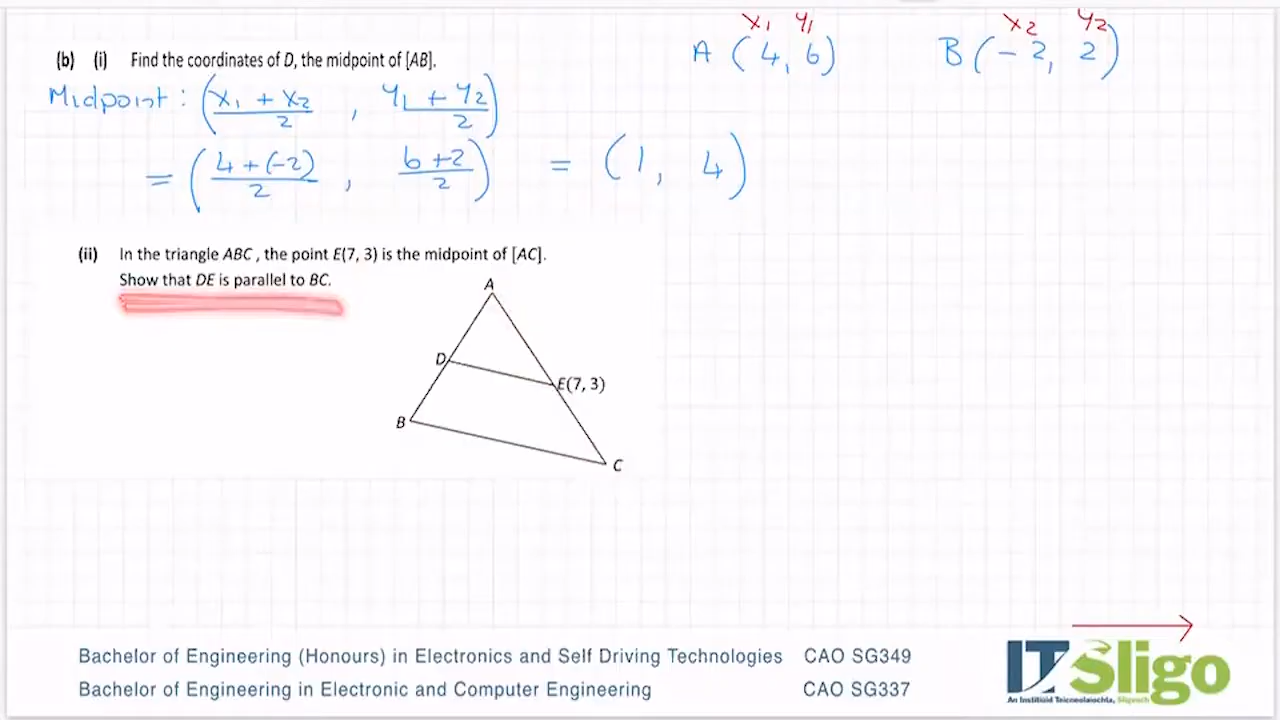 x₁ y₁ x₂ y₂
A (4, 6) B (-2, 2)
(b) (i) Find the coordinates of D, the midpoint of [AB].
Midpoint : (x₁ + x₂ / 2 , y₁ + y₂ / 2)
= (4 + (-2) / 2 , 6 + 2 / 2) = (1, 4)
(ii) In the triangle ABC , the point E(7, 3) is the midpoint of [AC].
Show that DE is parallel to BC.
A
D
E(7, 3)
B
C
Bachelor of Engineering (Honours) in Electronics and Self Driving Technologies CAO SG349
Bachelor of Engineering in Electronic and Computer Engineering CAO SG337
IT Sligo
An Institiúid Teicneolaíochta, Sligeach